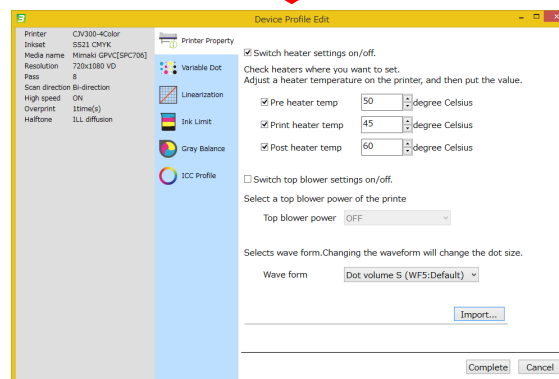 Device Profile Edit
Printer CJV300-4Color
Inkset SS21 CMYK
Media name Mimaki GPVC[SPC706]
Resolution 720x1080 VD
Pass 8
Scan direction Bi-direction
High speed ON
Overprint 1time(s)
Halftone ILL diffusion
Printer Property
Variable Dot
Linearization
Ink Limit
Gray Balance
ICC Profile
Switch heater settings on/off.
Check heaters where you want to set.
Adjust a heater temperature on the printer, and then put the value.
Pre heater temp 50 degree Celsius
Print heater temp 45 degree Celsius
Post heater temp 60 degree Celsius
Switch top blower settings on/off.
Select a top blower power of the printe
Top blower power OFF
Selects wave form.Changing the waveform will change the dot size.
Wave form Dot volume S (WF5:Default)
Import...
Complete Cancel